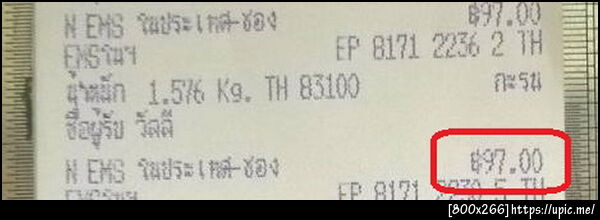 N EMS ในประเทศ-ซอง ฿97.00
EMSในฯ EP 8171 2236 2 TH
น้ำหนัก 1.576 Kg. TH 83100 กะรน
ชื่อผู้รับ วัลลี
N EMS ในประเทศ-ซอง ฿97.00
EMSในฯ EP 8171 2230 5 TH
[800x266]https://upic.me/